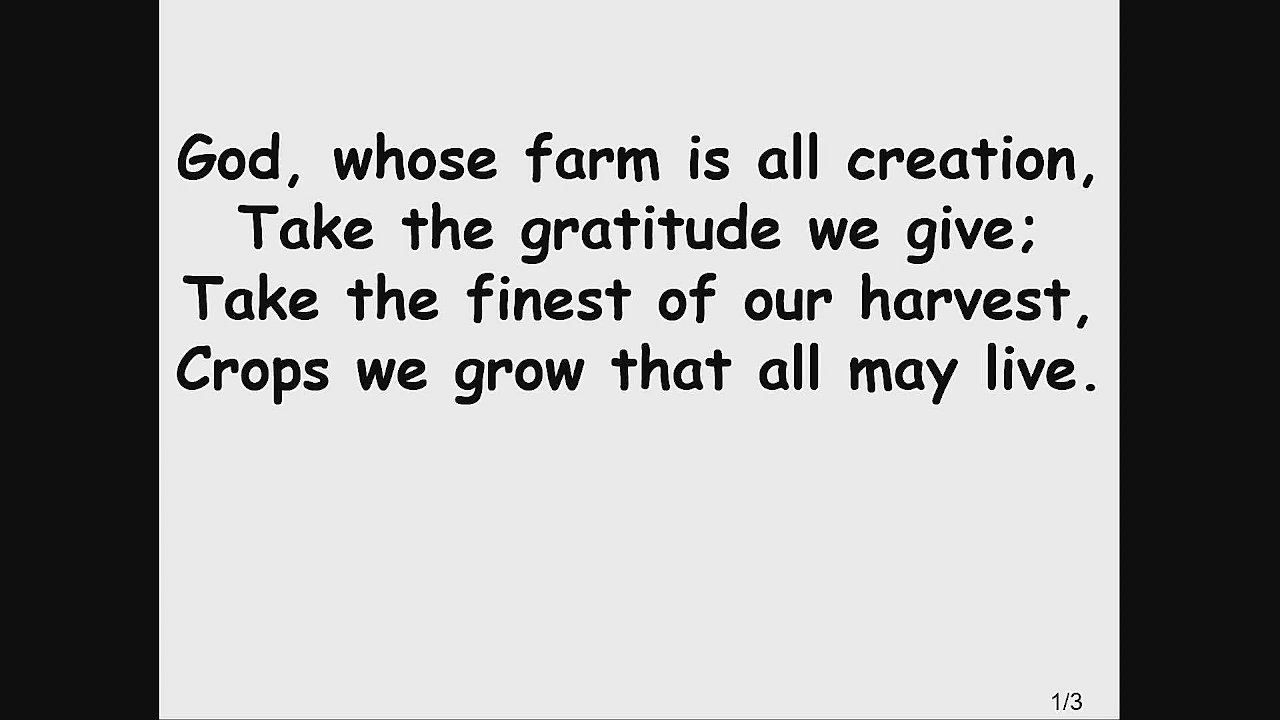 God, whose farm is all creation,
Take the gratitude we give;
Take the finest of our harvest,
Crops we grow that all may live.
1/3